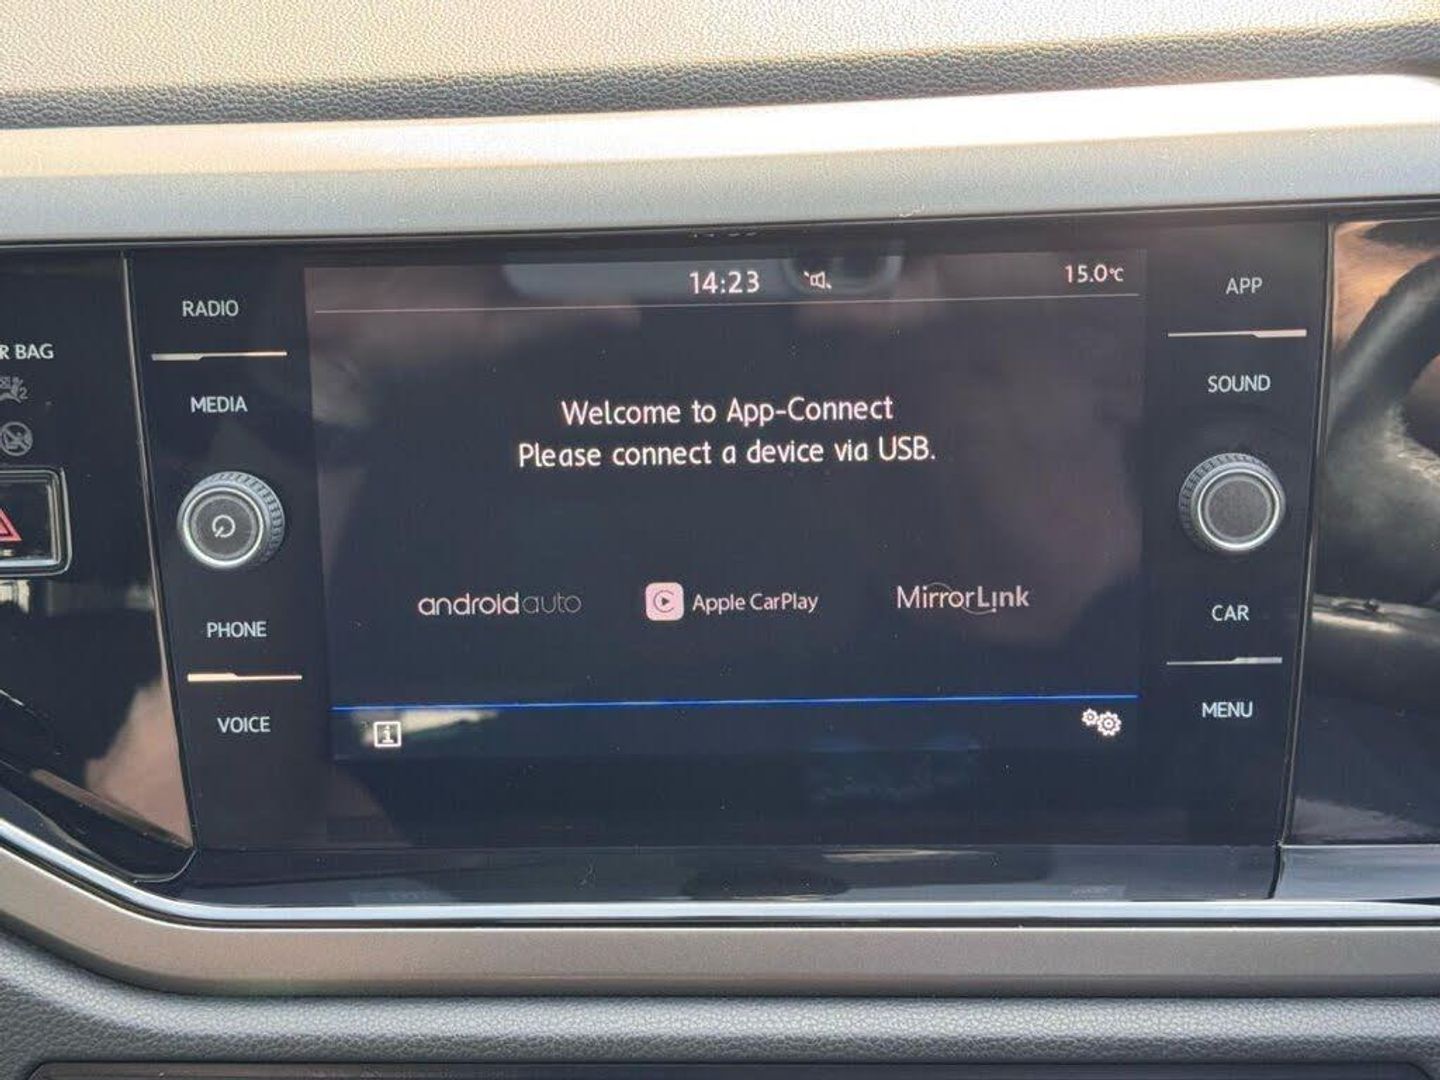 14:23
15.0°C
RADIO
APP
R BAG
MEDIA
SOUND
Welcome to App-Connect
Please connect a device via USB.
androidauto
Apple CarPlay
MirrorLink
PHONE
CAR
VOICE
MENU